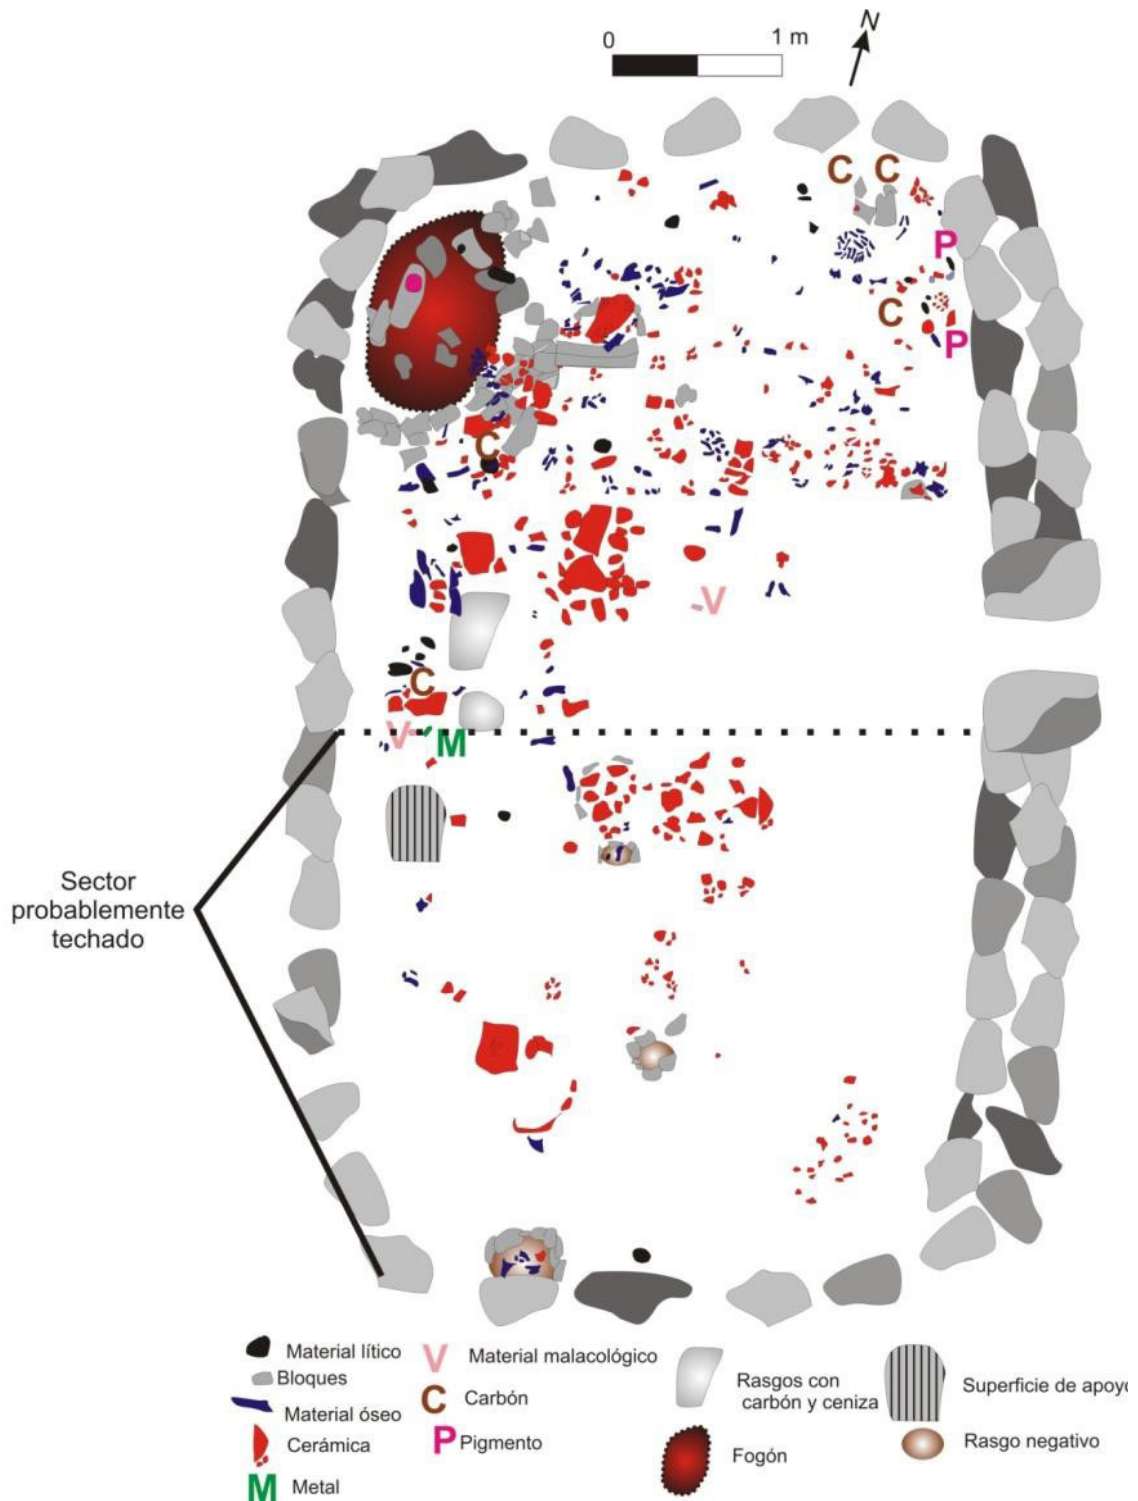 0 1 m
N
C C
P
C
P
C
V
C
V M
Sector
probablemente
techado
Material lítico
Bloques
Material óseo
Cerámica
M Metal
V Material malacológico
C Carbón
P Pigmento
Rasgos con
carbón y ceniza
Fogón
Superficie de apoyo
Rasgo negativo